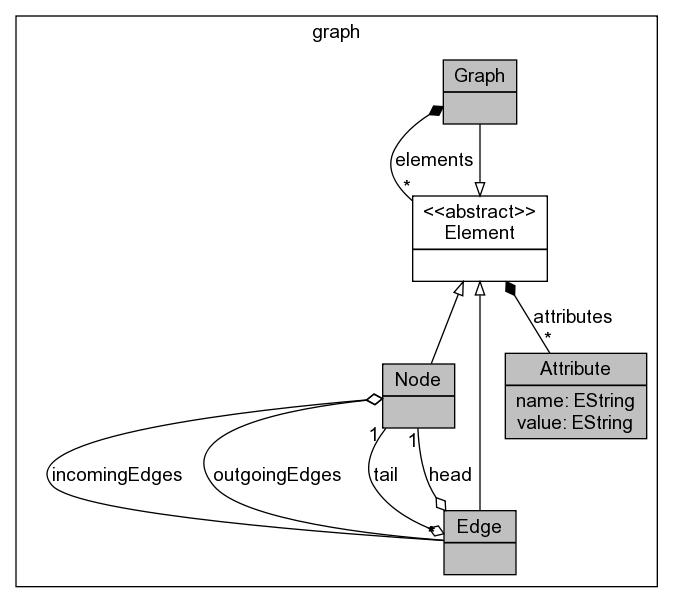 graph
Graph
elements
*
<<abstract>>
Element
attributes
*
Node
Attribute
name: EString
value: EString
1
1
incomingEdges
outgoingEdges
tail
head
*
Edge